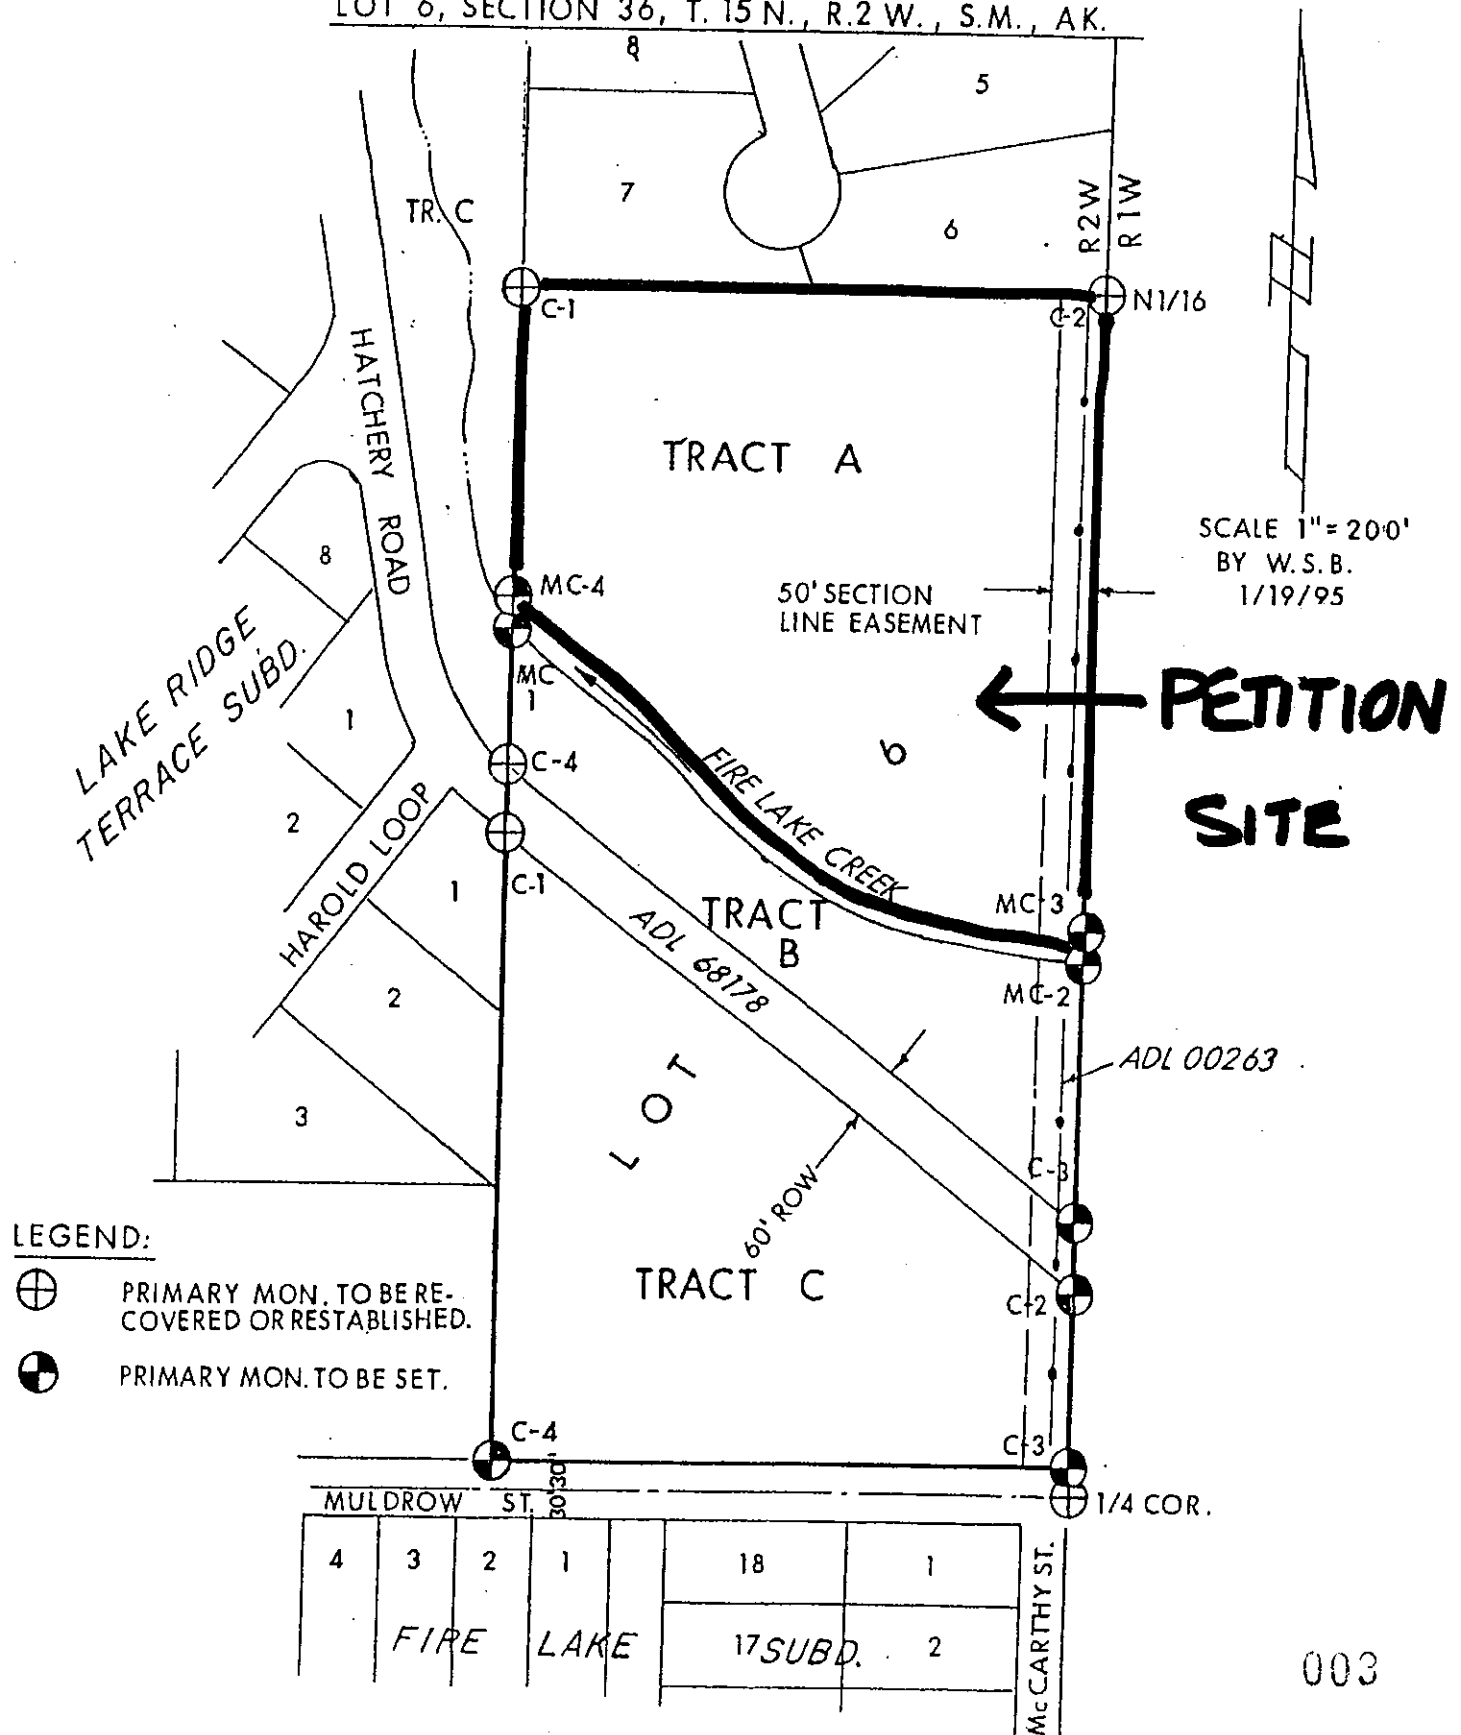 LOT 6, SECTION 36, T. 15 N., R.2 W., S.M., AK.
8
5
7
TR. C
6
R2W
R1W
C-1
C-2
N1/16
HATCHERY ROAD
TRACT A
SCALE 1"=200'
BY W.S.B.
1/19/95
8
MC-4
50' SECTION
LINE EASEMENT
LAKE RIDGE
TERRACE SUBD.
MC
1
PETITION
SITE
1
C-4
6
FIRE LAKE CREEK
2
HAROLD LOOP
1
C-1
MC-3
TRACT
B
ADL 68178
2
MC-2
ADL 00263
LOT
3
C-3
60' ROW
LEGEND:
PRIMARY MON. TO BE RE-
COVERED OR RESTABLISHED.
TRACT C
C-2
PRIMARY MON. TO BE SET.
C-4
C-3
30' 30'
MULDROW ST.
1/4 COR.
4 3 2 1 18 1
McCARTHY ST.
FIRE LAKE SUBD.
17 2
003